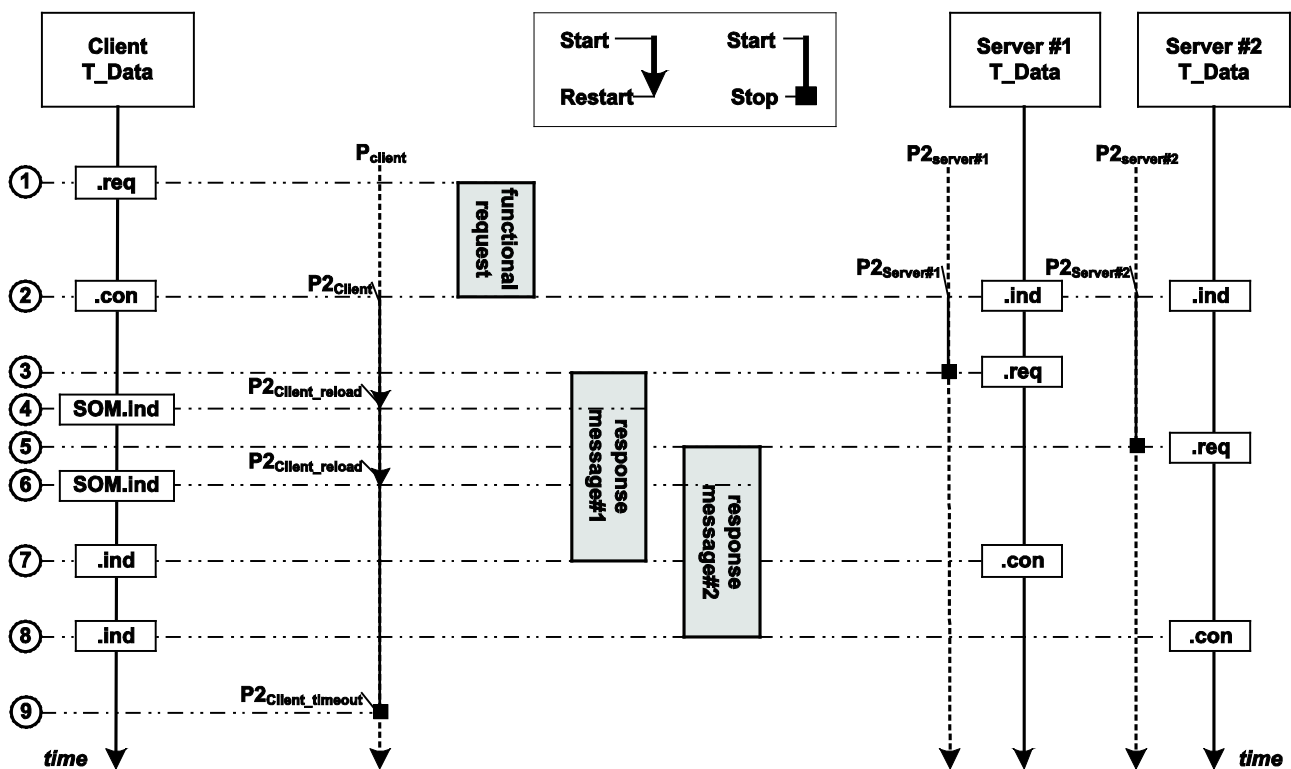 Client
T_Data
Start
Restart
Start
Stop
Server #1
T_Data
Server #2
T_Data
Pclient
P2server#1
P2server#2
1
.req
functional
request
P2Client
P2Server#1
P2Server#2
2
.con
.ind
.ind
3
.req
P2Client_reload
4
SOM.ind
response
message#1
5
.req
P2Client_reload
6
SOM.ind
response
message#2
7
.ind
.con
8
.ind
.con
P2Client_timeout
9
time
time